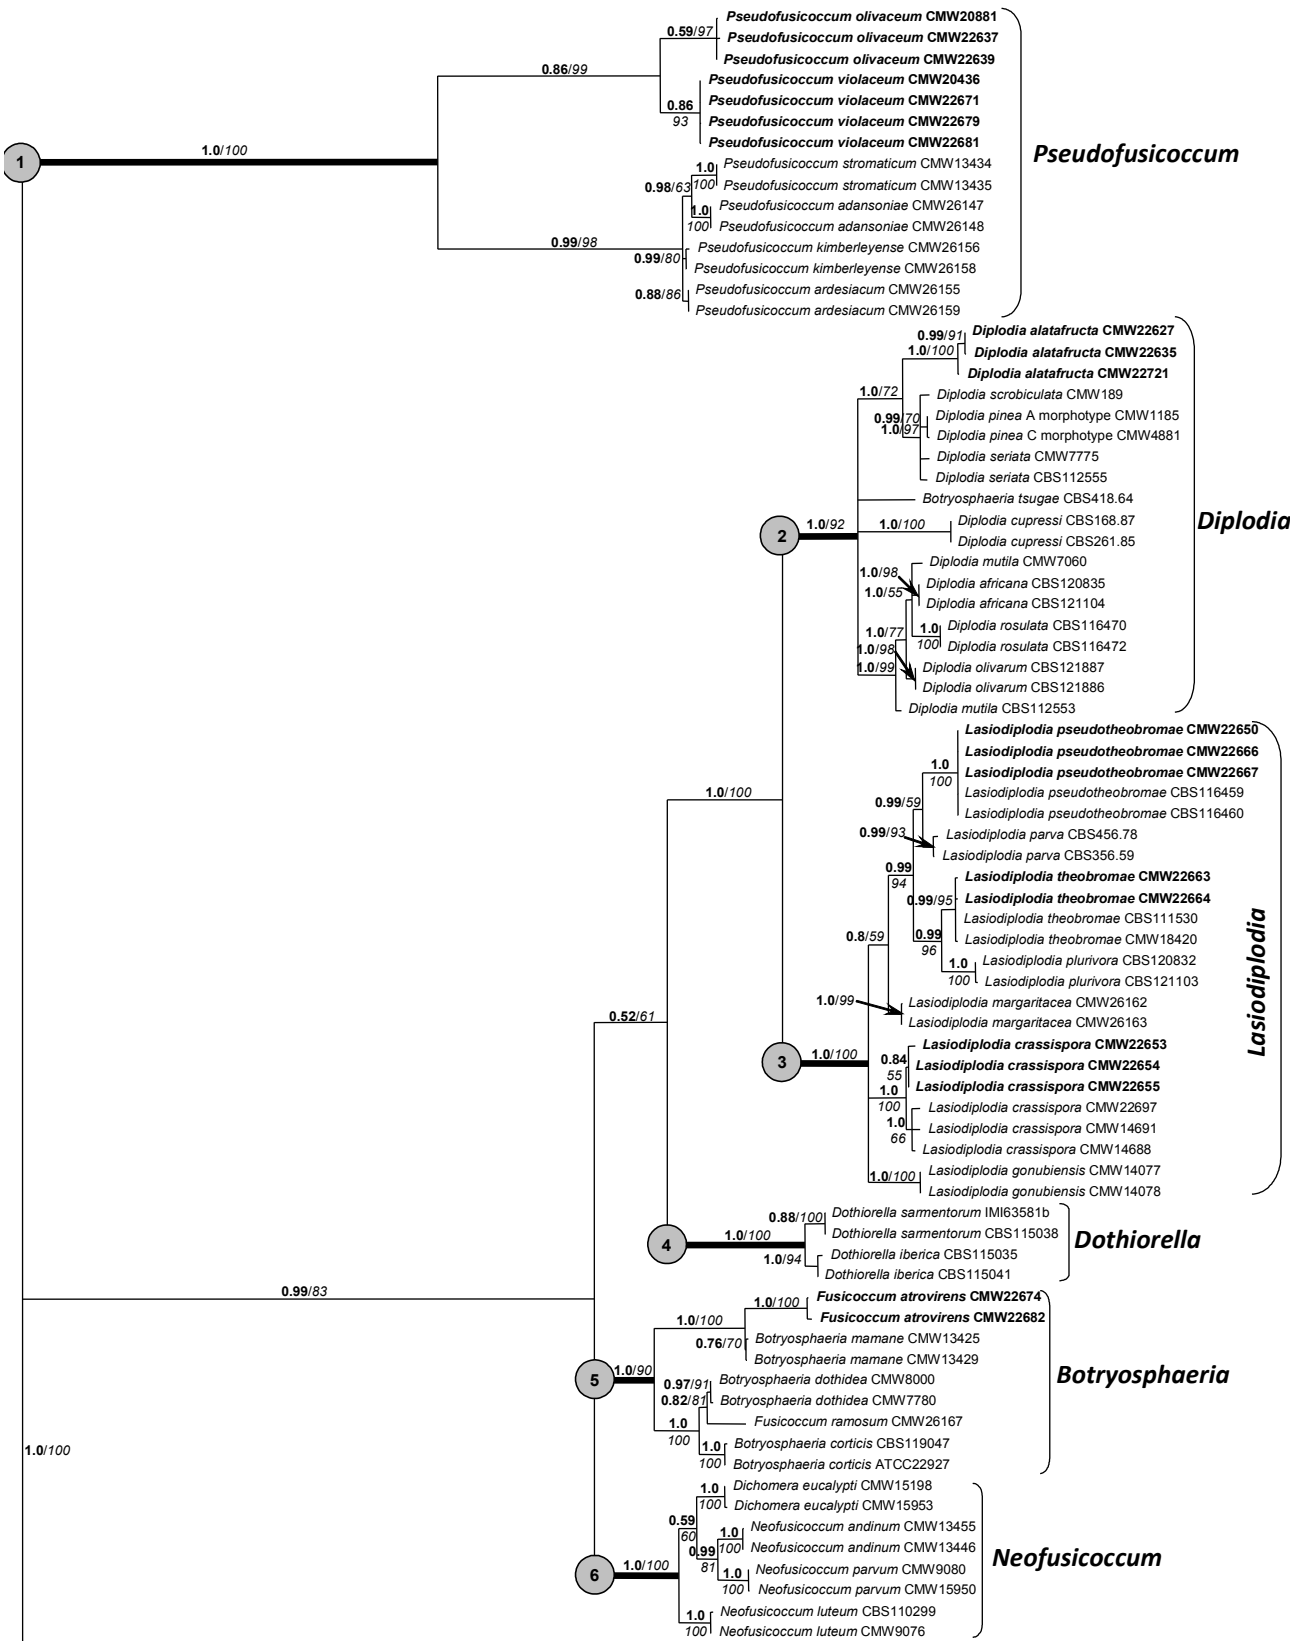 Pseudofusicoccum olivaceum CMW20881
0.59/97
Pseudofusicoccum olivaceum CMW22637
Pseudofusicoccum olivaceum CMW22639
0.86/99
Pseudofusicoccum violaceum CMW20436
0.86
93
Pseudofusicoccum violaceum CMW22671
Pseudofusicoccum violaceum CMW22679
Pseudofusicoccum violaceum CMW22681
Pseudofusicoccum
1
1.0/100
Pseudofusicoccum stromaticum CMW13434
1.0
100
Pseudofusicoccum stromaticum CMW13435
0.98/63
Pseudofusicoccum adansoniae CMW26147
1.0
100
Pseudofusicoccum adansoniae CMW26148
0.99/98
Pseudofusicoccum kimberleyense CMW26156
0.99/80
Pseudofusicoccum kimberleyense CMW26158
Pseudofusicoccum ardesiacum CMW26155
0.88/86
Pseudofusicoccum ardesiacum CMW26159
Diplodia alatafructa CMW22627
0.99/91
1.0/100
Diplodia alatafructa CMW22635
Diplodia alatafructa CMW22721
1.0/72
Diplodia scrobiculata CMW189
0.99/70
Diplodia pinea A morphotype CMW1185
1.0/97
Diplodia pinea C morphotype CMW4881
Diplodia seriata CMW7775
Diplodia seriata CBS112555
Botryosphaeria tsugae CBS418.64
Diplodia
2
1.0/92
1.0/100
Diplodia cupressi CBS168.87
Diplodia cupressi CBS261.85
Diplodia mutila CMW7060
1.0/98
Diplodia africana CBS120835
1.0/55
Diplodia africana CBS121104
Diplodia rosulata CBS116470
1.0
100
1.0/77
Diplodia rosulata CBS116472
1.0/98
Diplodia olivarum CBS121887
1.0/99
Diplodia olivarum CBS121886
Diplodia mutila CBS112553
Lasiodiplodia pseudotheobromae CMW22650
Lasiodiplodia pseudotheobromae CMW22666
1.0
100
Lasiodiplodia pseudotheobromae CMW22667
Lasiodiplodia pseudotheobromae CBS116459
1.0/100
0.99/59
Lasiodiplodia pseudotheobromae CBS116460
0.99/93
Lasiodiplodia parva CBS456.78
Lasiodiplodia parva CBS356.59
0.99
94
Lasiodiplodia theobromae CMW22663
0.99/95
Lasiodiplodia theobromae CMW22664
Lasiodiplodia theobromae CBS111530
0.8/59
0.99
96
Lasiodiplodia theobromae CMW18420
Lasiodiplodia
1.0
100
Lasiodiplodia plurivora CBS120832
Lasiodiplodia plurivora CBS121103
1.0/99
Lasiodiplodia margaritacea CMW26162
Lasiodiplodia margaritacea CMW26163
0.52/61
3
1.0/100
Lasiodiplodia crassispora CMW22653
0.84
55
Lasiodiplodia crassispora CMW22654
Lasiodiplodia crassispora CMW22655
1.0
100
Lasiodiplodia crassispora CMW22697
1.0
66
Lasiodiplodia crassispora CMW14691
Lasiodiplodia crassispora CMW14688
1.0/100
Lasiodiplodia gonubiensis CMW14077
Lasiodiplodia gonubiensis CMW14078
Dothiorella sarmentorum IMI63581b
0.88/100
Dothiorella sarmentorum CBS115038
4
1.0/100
Dothiorella
1.0/94
Dothiorella iberica CBS115035
Dothiorella iberica CBS115041
0.99/83
Fusicoccum atrovirens CMW22674
1.0/100
Fusicoccum atrovirens CMW22682
1.0/100
Botryosphaeria mamane CMW13425
0.76/70
Botryosphaeria mamane CMW13429
5
1.0/90
Botryosphaeria
Botryosphaeria dothidea CMW8000
0.97/91
0.82/81
Botryosphaeria dothidea CMW7780
Fusicoccum ramosum CMW26167
1.0
100
Botryosphaeria corticis CBS119047
1.0
100
Botryosphaeria corticis ATCC22927
1.0/100
Dichomera eucalypti CMW15198
1.0
100
Dichomera eucalypti CMW15953
0.59
60
Neofusicoccum andinum CMW13455
1.0
100
Neofusicoccum andinum CMW13446
0.99
81
Neofusicoccum
6
1.0/100
Neofusicoccum parvum CMW9080
1.0
100
Neofusicoccum parvum CMW15950
Neofusicoccum luteum CBS110299
1.0
100
Neofusicoccum luteum CMW9076